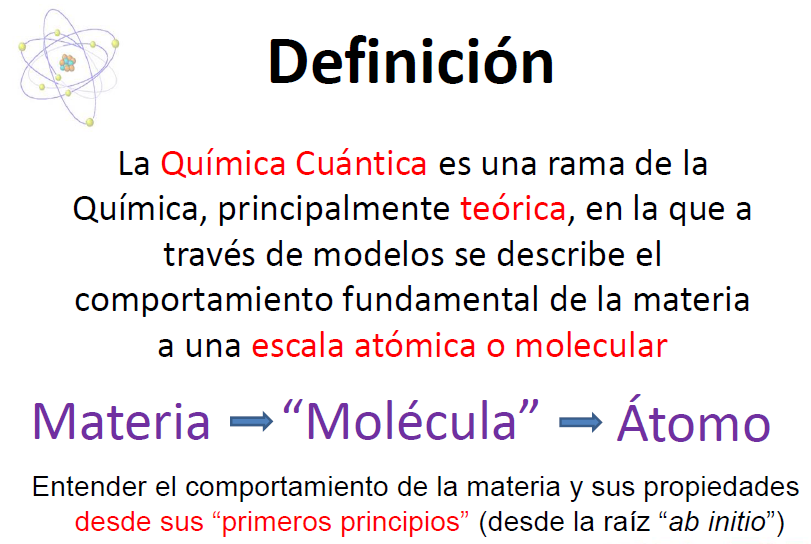 Definición
La Química Cuántica es una rama de la
Química, principalmente teórica, en la que a
través de modelos se describe el
comportamiento fundamental de la materia
a una escala atómica o molecular
Materia “Molécula” Átomo
Entender el comportamiento de la materia y sus propiedades
desde sus “primeros principios” (desde la raíz “ab initio”)